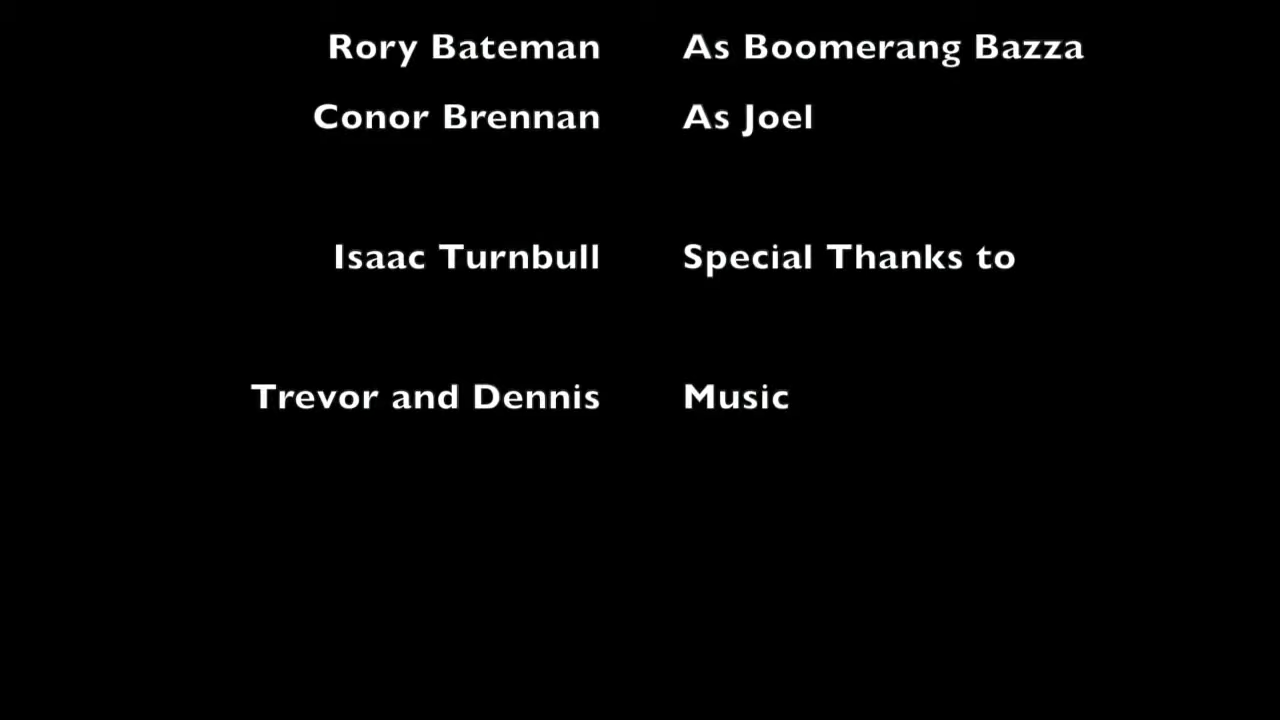 Rory Bateman As Boomerang Bazza
Conor Brennan As Joel
Isaac Turnbull Special Thanks to
Trevor and Dennis Music